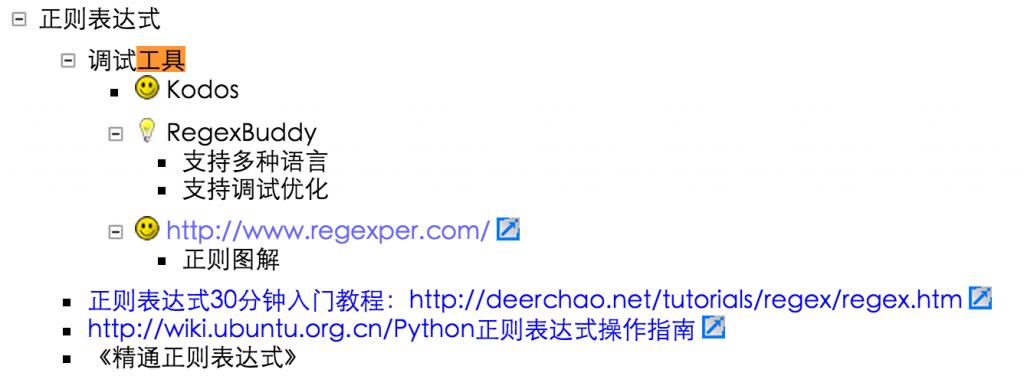 正则表达式
调试工具
Kodos
RegexBuddy
支持多种语言
支持调试优化
http://www.regexper.com/
正则图解
正则表达式30分钟入门教程：http://deerchao.net/tutorials/regex/regex.htm
http://wiki.ubuntu.org.cn/Python正则表达式操作指南
《精通正则表达式》